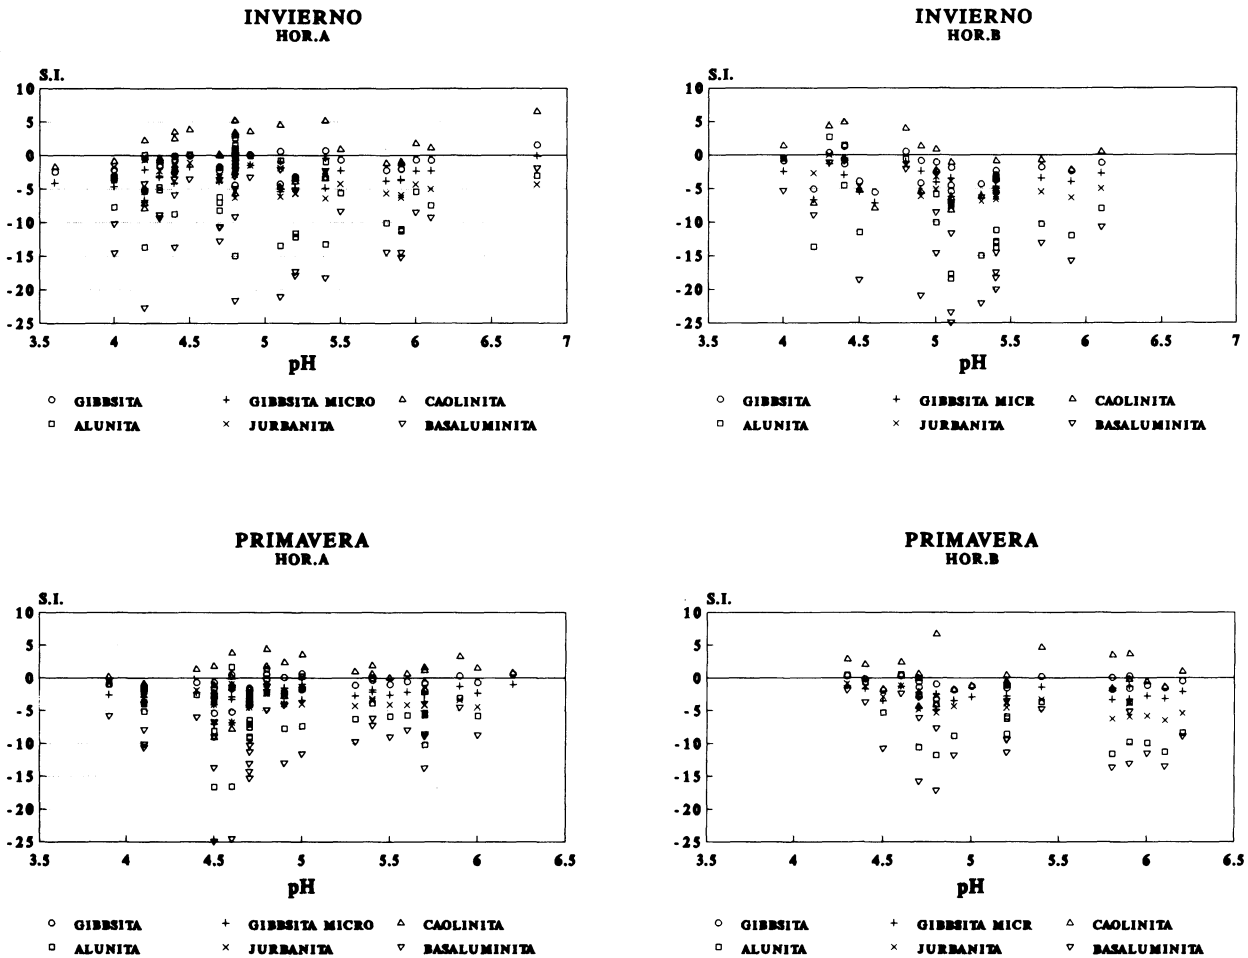 INVIERNO
HOR.A
S.I.
10
5
0
-5
-10
-15
-20
-25
3.5 4 4.5 5 5.5 6 6.5 7
pH
GIBBSITA GIBBSITA MICRO CAOLINITA
ALUNITA JURBANITA BASALUMINITA
INVIERNO
HOR.B
S.I.
10
5
0
-5
-10
-15
-20
-25
3.5 4 4.5 5 5.5 6 6.5 7
pH
GIBBSITA GIBBSITA MICR CAOLINITA
ALUNITA JURBANITA BASALUMINITA
PRIMAVERA
HOR.A
S.I.
10
5
0
-5
-10
-15
-20
-25
3.5 4 4.5 5 5.5 6 6.5
pH
GIBBSITA GIBBSITA MICRO CAOLINITA
ALUNITA JURBANITA BASALUMINITA
PRIMAVERA
HOR.B
S.I.
10
5
0
-5
-10
-15
-20
-25
3.5 4 4.5 5 5.5 6 6.5
pH
GIBBSITA GIBBSITA MICR CAOLINITA
ALUNITA JURBANITA BASALUMINITA